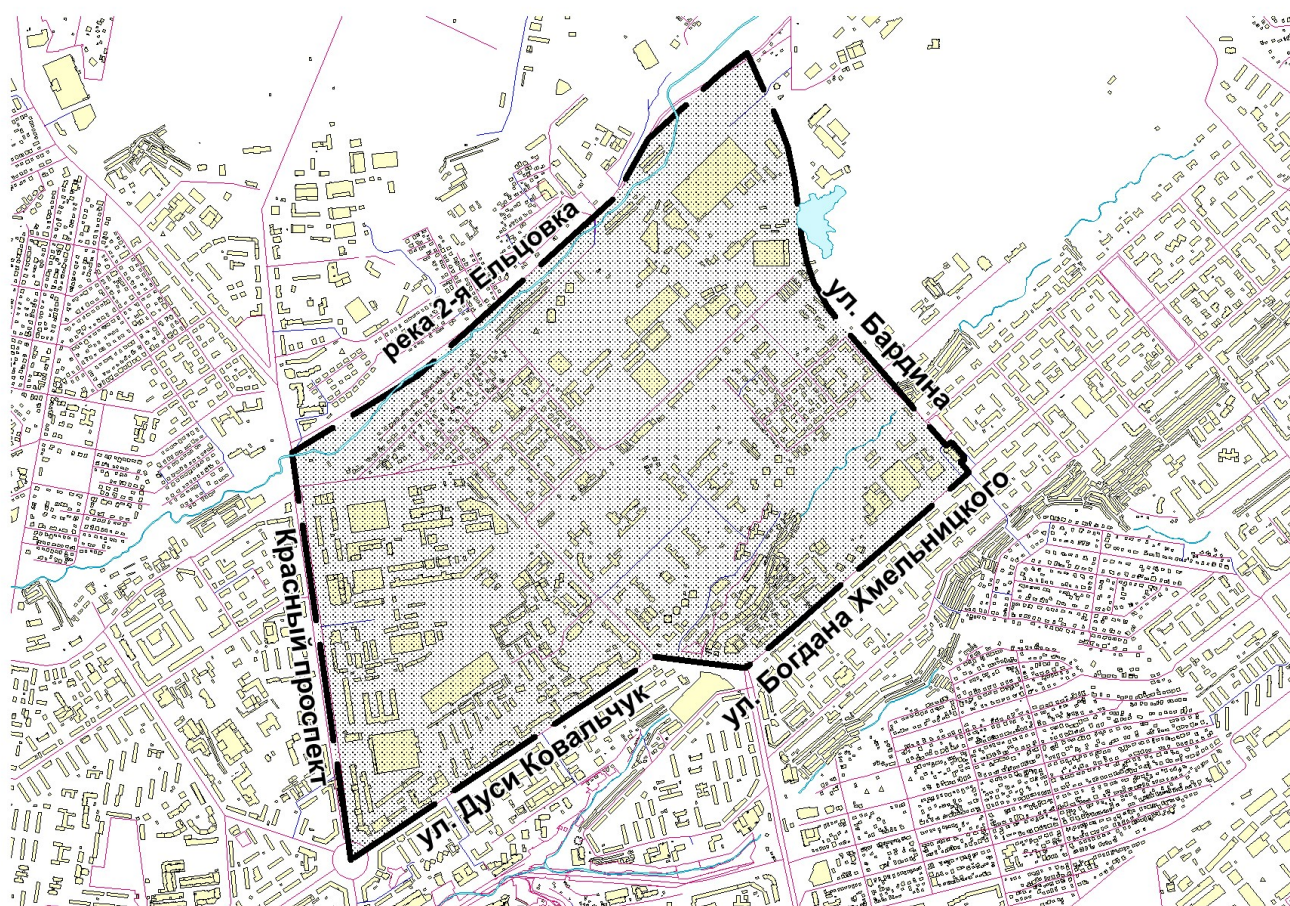 река 2-я Ельцовка
ул. Бардина
Красный проспект
ул. Богдана Хмельницкого
ул. Дуси Ковальчук